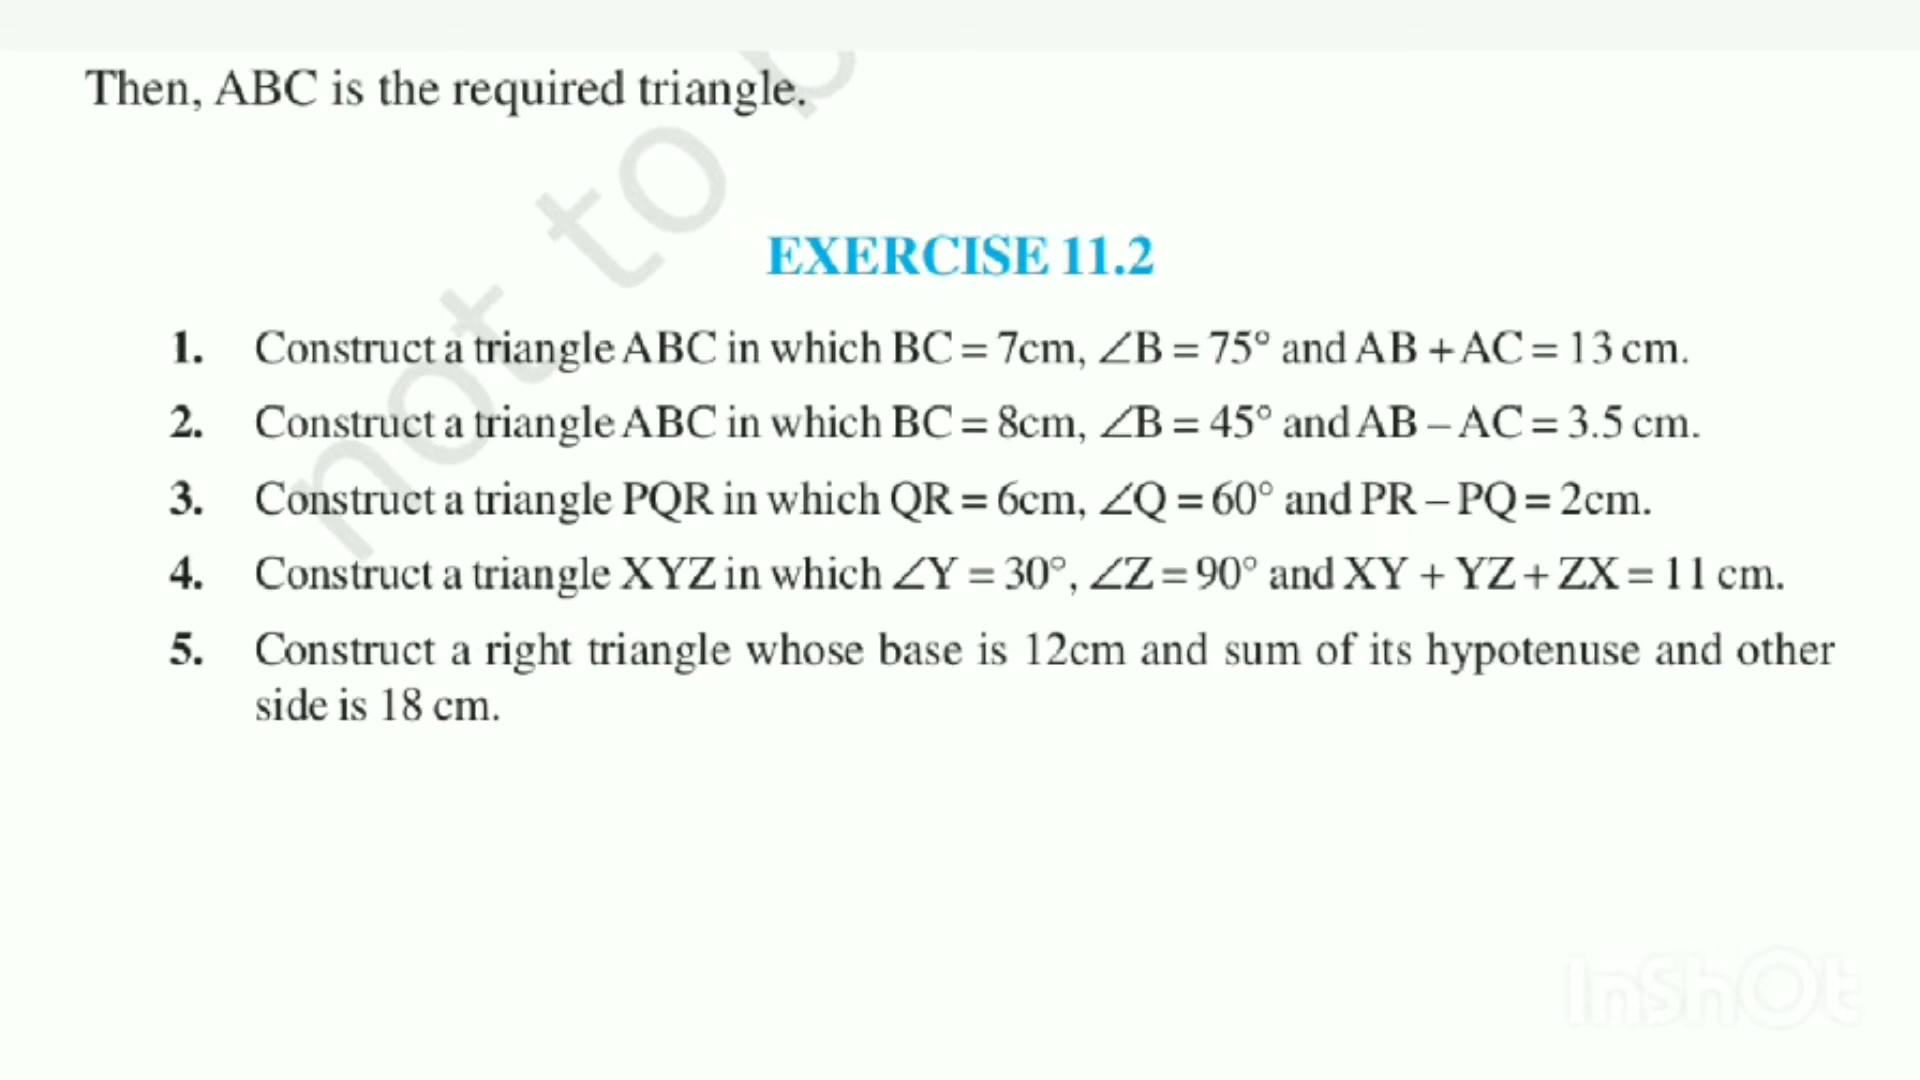 Then, ABC is the required triangle.
not to
EXERCISE 11.2
1. Construct a triangle ABC in which BC = 7cm, ∠B = 75° and AB + AC = 13 cm.
2. Construct a triangle ABC in which BC = 8cm, ∠B = 45° and AB – AC = 3.5 cm.
3. Construct a triangle PQR in which QR = 6cm, ∠Q = 60° and PR – PQ = 2cm.
4. Construct a triangle XYZ in which ∠Y = 30°, ∠Z = 90° and XY + YZ + ZX = 11 cm.
5. Construct a right triangle whose base is 12cm and sum of its hypotenuse and other
side is 18 cm.
InShOt